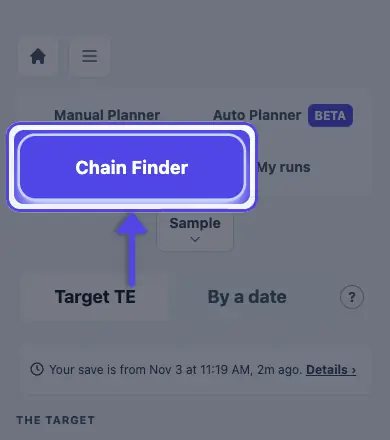 Manual Planner
Auto Planner BETA
Chain Finder
My runs
Sample
Target TE
By a date
?
Your save is from Nov 3 at 11:19 AM, 2m ago. Details ›
THE TARGET